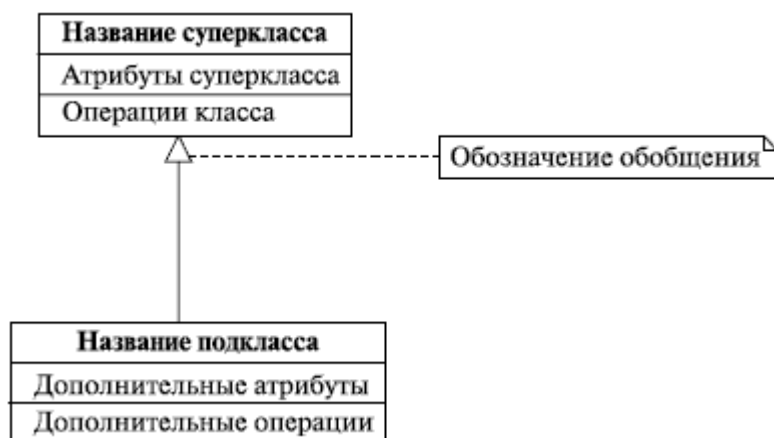 Название суперкласса
Атрибуты суперкласса
Операции класса
Обозначение обобщения
Название подкласса
Дополнительные атрибуты
Дополнительные операции